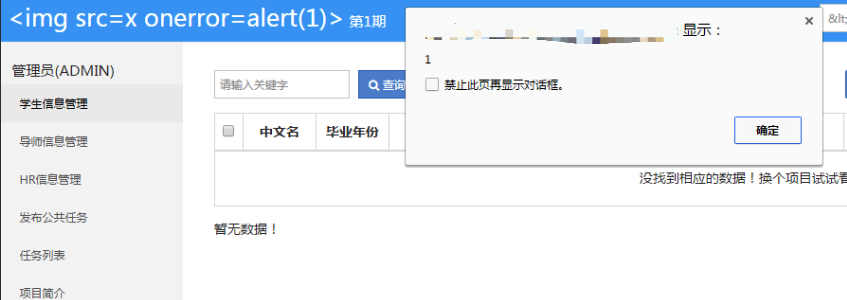 <img src=x onerror=alert(1)> 第1期
显示：
&lt;
1
禁止此页再显示对话框。
确定
管理员(ADMIN)
学生信息管理
导师信息管理
HR信息管理
发布公共任务
任务列表
项目简介
请输入关键字
查询
中文名 毕业年份
没找到相应的数据！换个项目试试看
暂无数据！